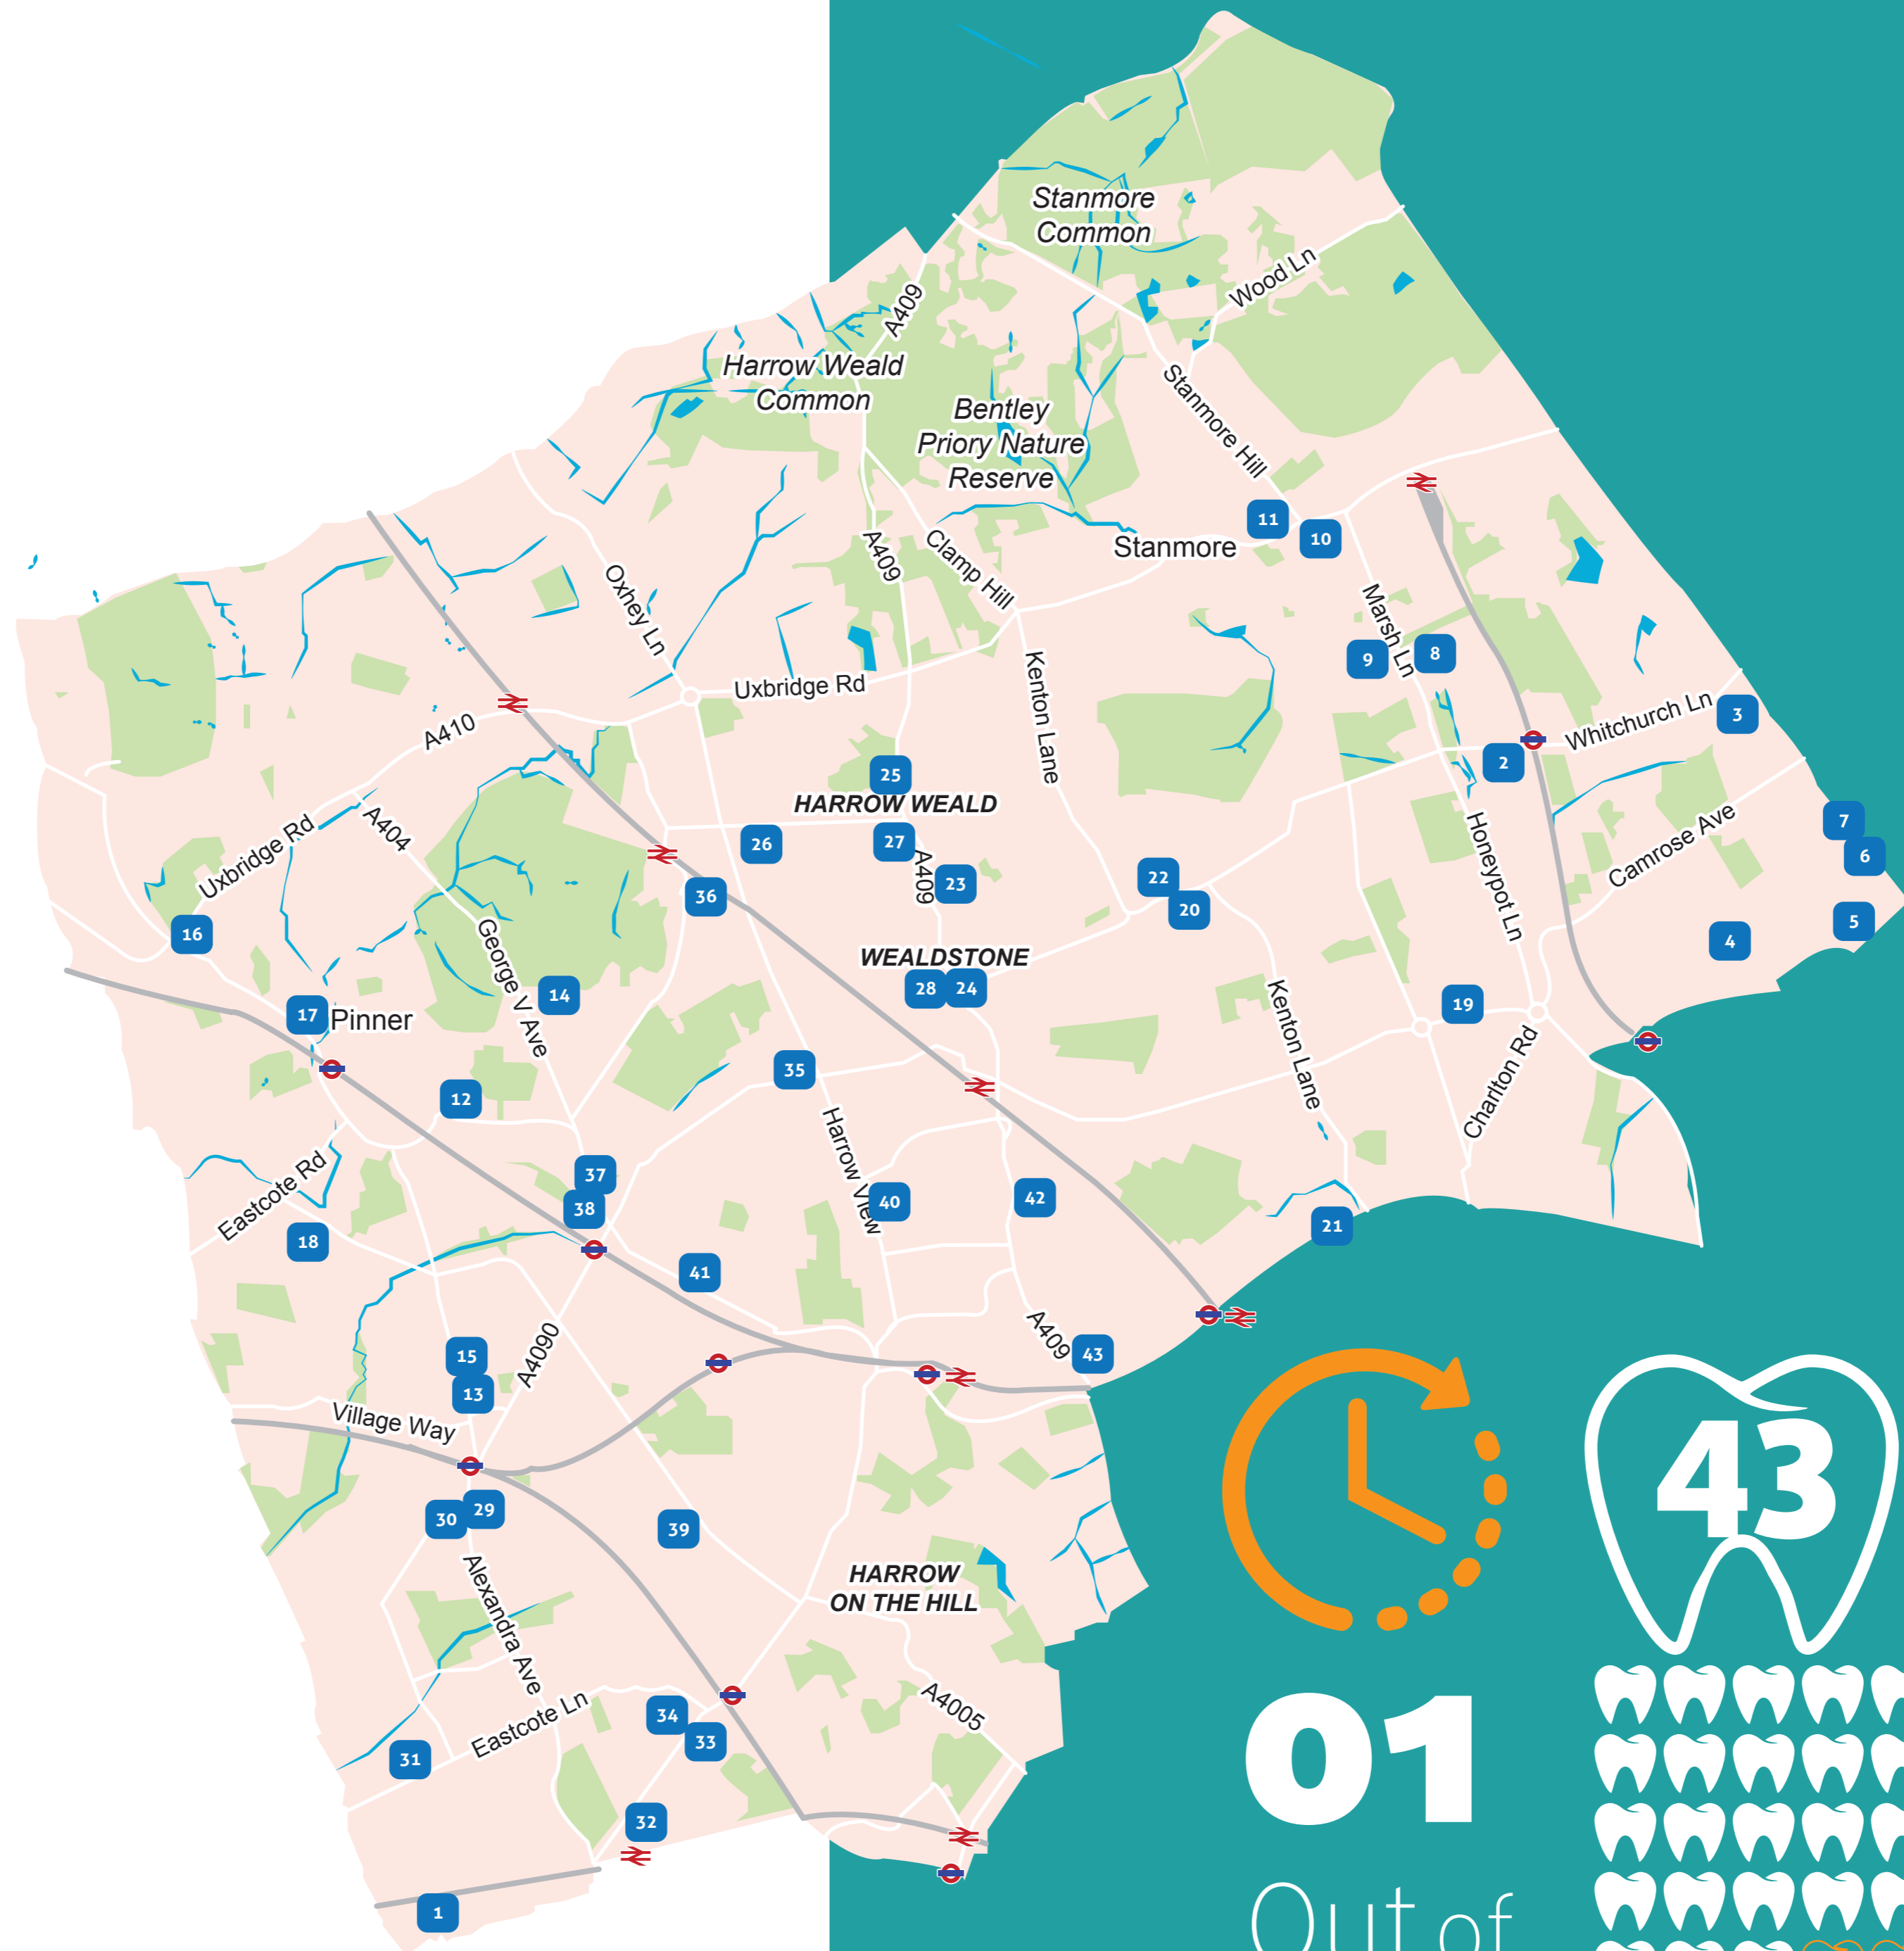 Stanmore
Common
Wood Ln
A409
Harrow Weald
Common
Bentley
Priory Nature
Reserve
Stanmore Hill
11
10
Stanmore
A409
Clamp Hill
Oxhey Ln
Marsh Ln
9
8
Kenton Lane
Uxbridge Rd
A410
Whitchurch Ln
3
2
25
HARROW WEALD
A404
Uxbridge Rd
26
27
A409
23
36
22
20
Honeypot Ln
Camrose Ave
7
6
5
4
16
George V Ave
14
WEALDSTONE
28
24
Kenton Lane
19
17
Pinner
35
12
Charlton Rd
Harrow View
Eastcote Rd
37
38
40
42
18
21
41
A409
43
15
13
A4090
Village Way
43
30
29
39
Alexandra Ave
HARROW
ON THE HILL
A4005
Eastcote Ln
34
33
31
32
1
01
Out of